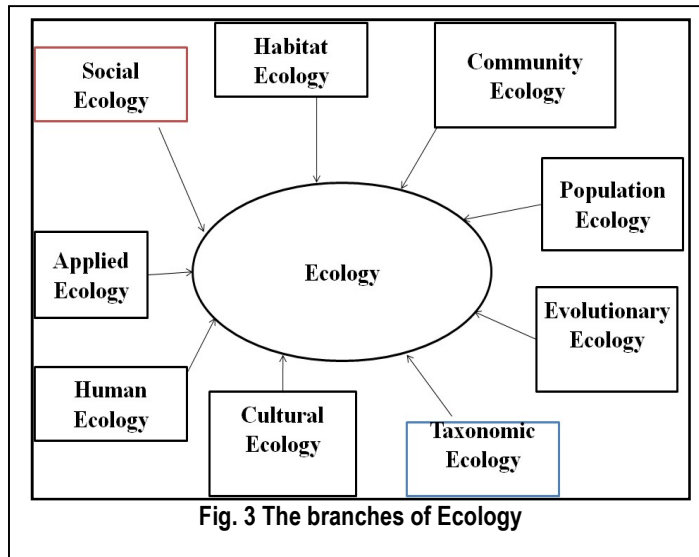 Habitat
Ecology
Social
Ecology
Community
Ecology
Population
Ecology
Applied
Ecology
Ecology
Evolutionary
Ecology
Human
Ecology
Cultural
Ecology
Taxonomic
Ecology
Fig. 3 The branches of Ecology